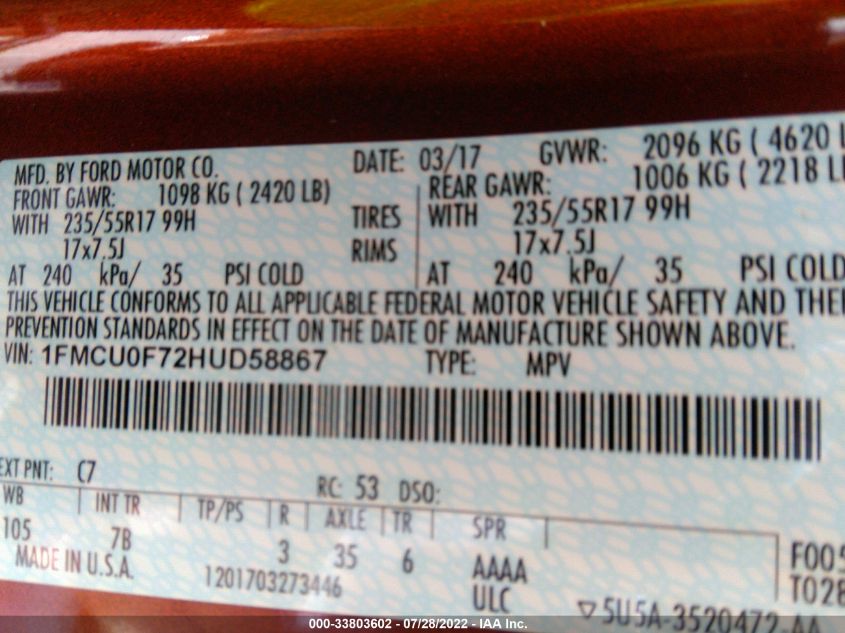 MFD. BY FORD MOTOR CO. DATE: 03/17 GVWR: 2096 KG ( 4620 L
FRONT GAWR: 1098 KG ( 2420 LB) REAR GAWR: 1006 KG ( 2218 L
WITH 235/55R17 99H TIRES WITH 235/55R17 99H
17x7.5J RIMS 17x7.5J
AT 240 kPa/ 35 PSI COLD AT 240 kPa/ 35 PSI COLD
THIS VEHICLE CONFORMS TO ALL APPLICABLE FEDERAL MOTOR VEHICLE SAFETY AND THE
PREVENTION STANDARDS IN EFFECT ON THE DATE OF MANUFACTURE SHOWN ABOVE.
VIN: 1FMCU0F72HUD58867 TYPE: MPV
EXT PNT: C7 RC: 53 DSO:
WB INT TR TP/PS R AXLE TR SPR
105 7B 3 35 6 AAAA F005
MADE IN U.S.A. 1201703273446 ULC T028
▽5U5A-3520472-AA
000-33803602 - 07/28/2022 - IAA Inc.